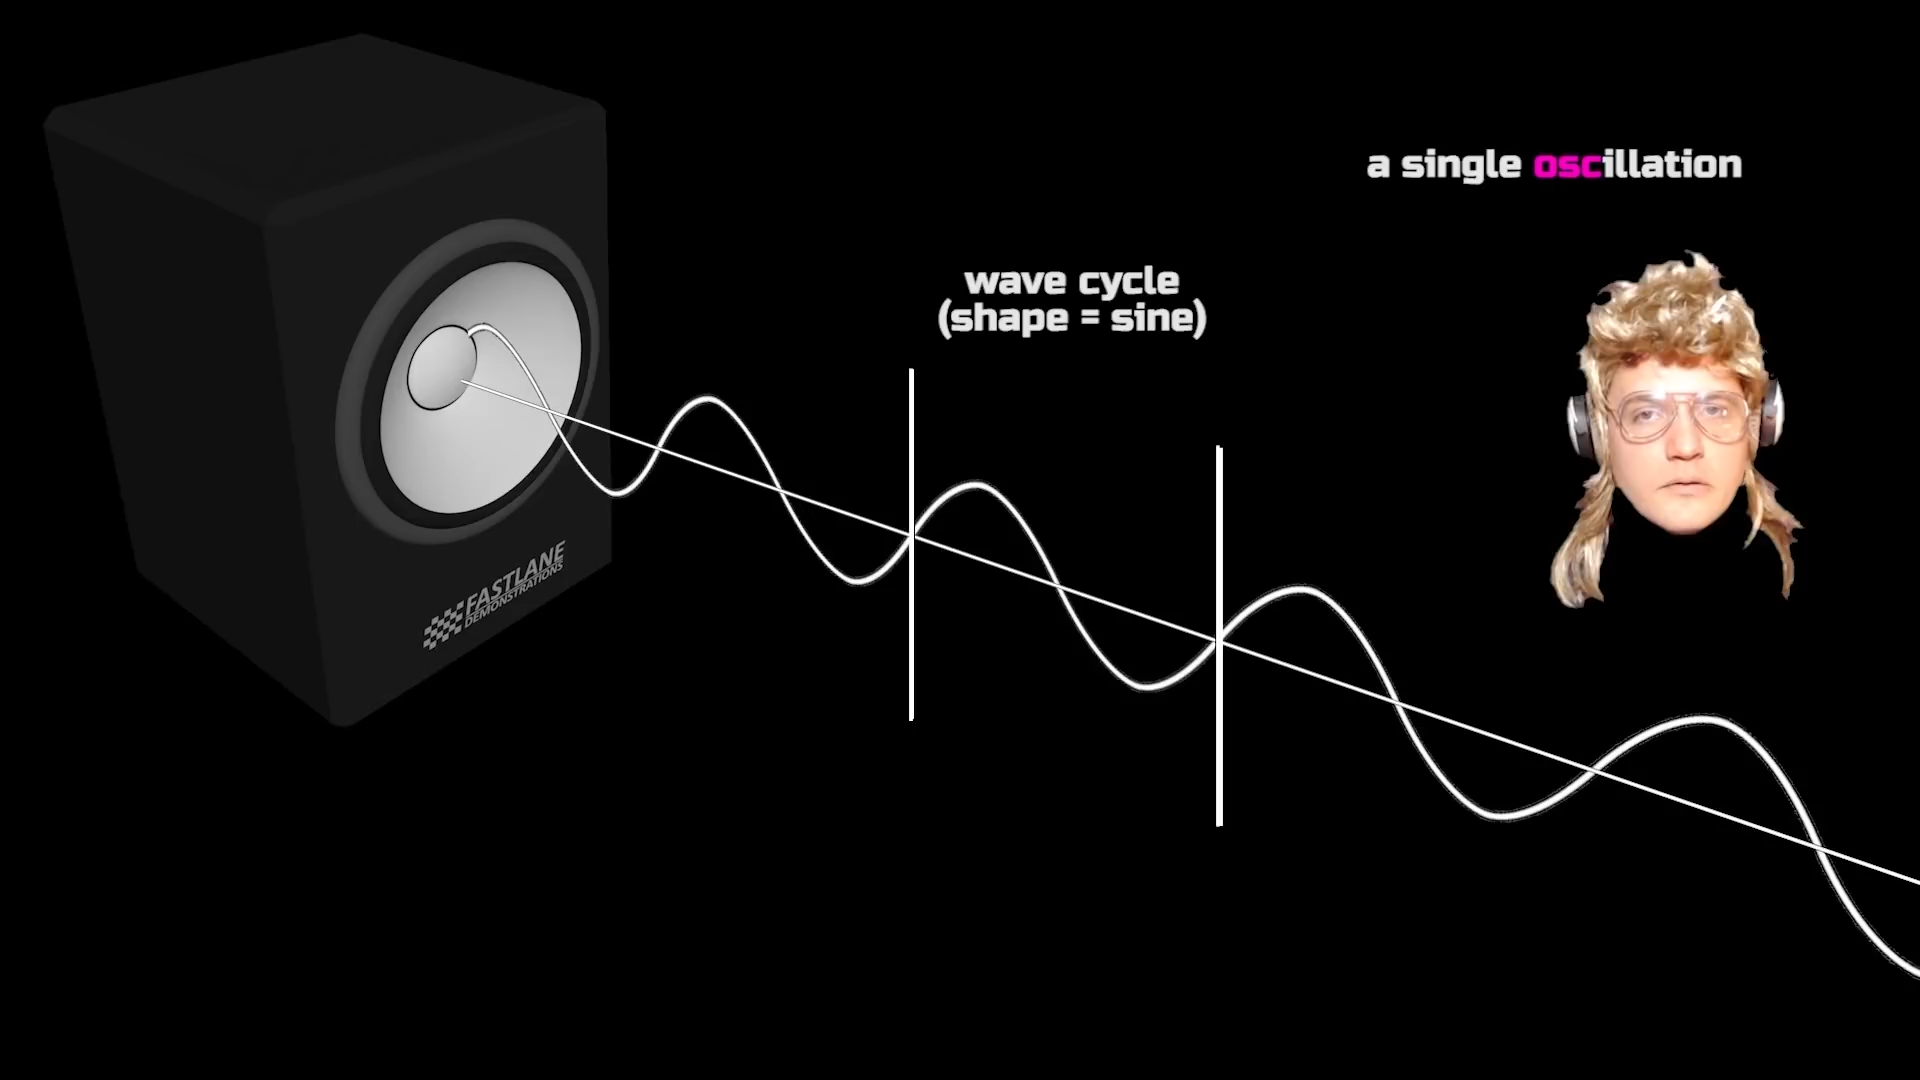 a single oscillation
wave cycle
(shape = sine)
FASTLANE
DEMONSTRATIONS